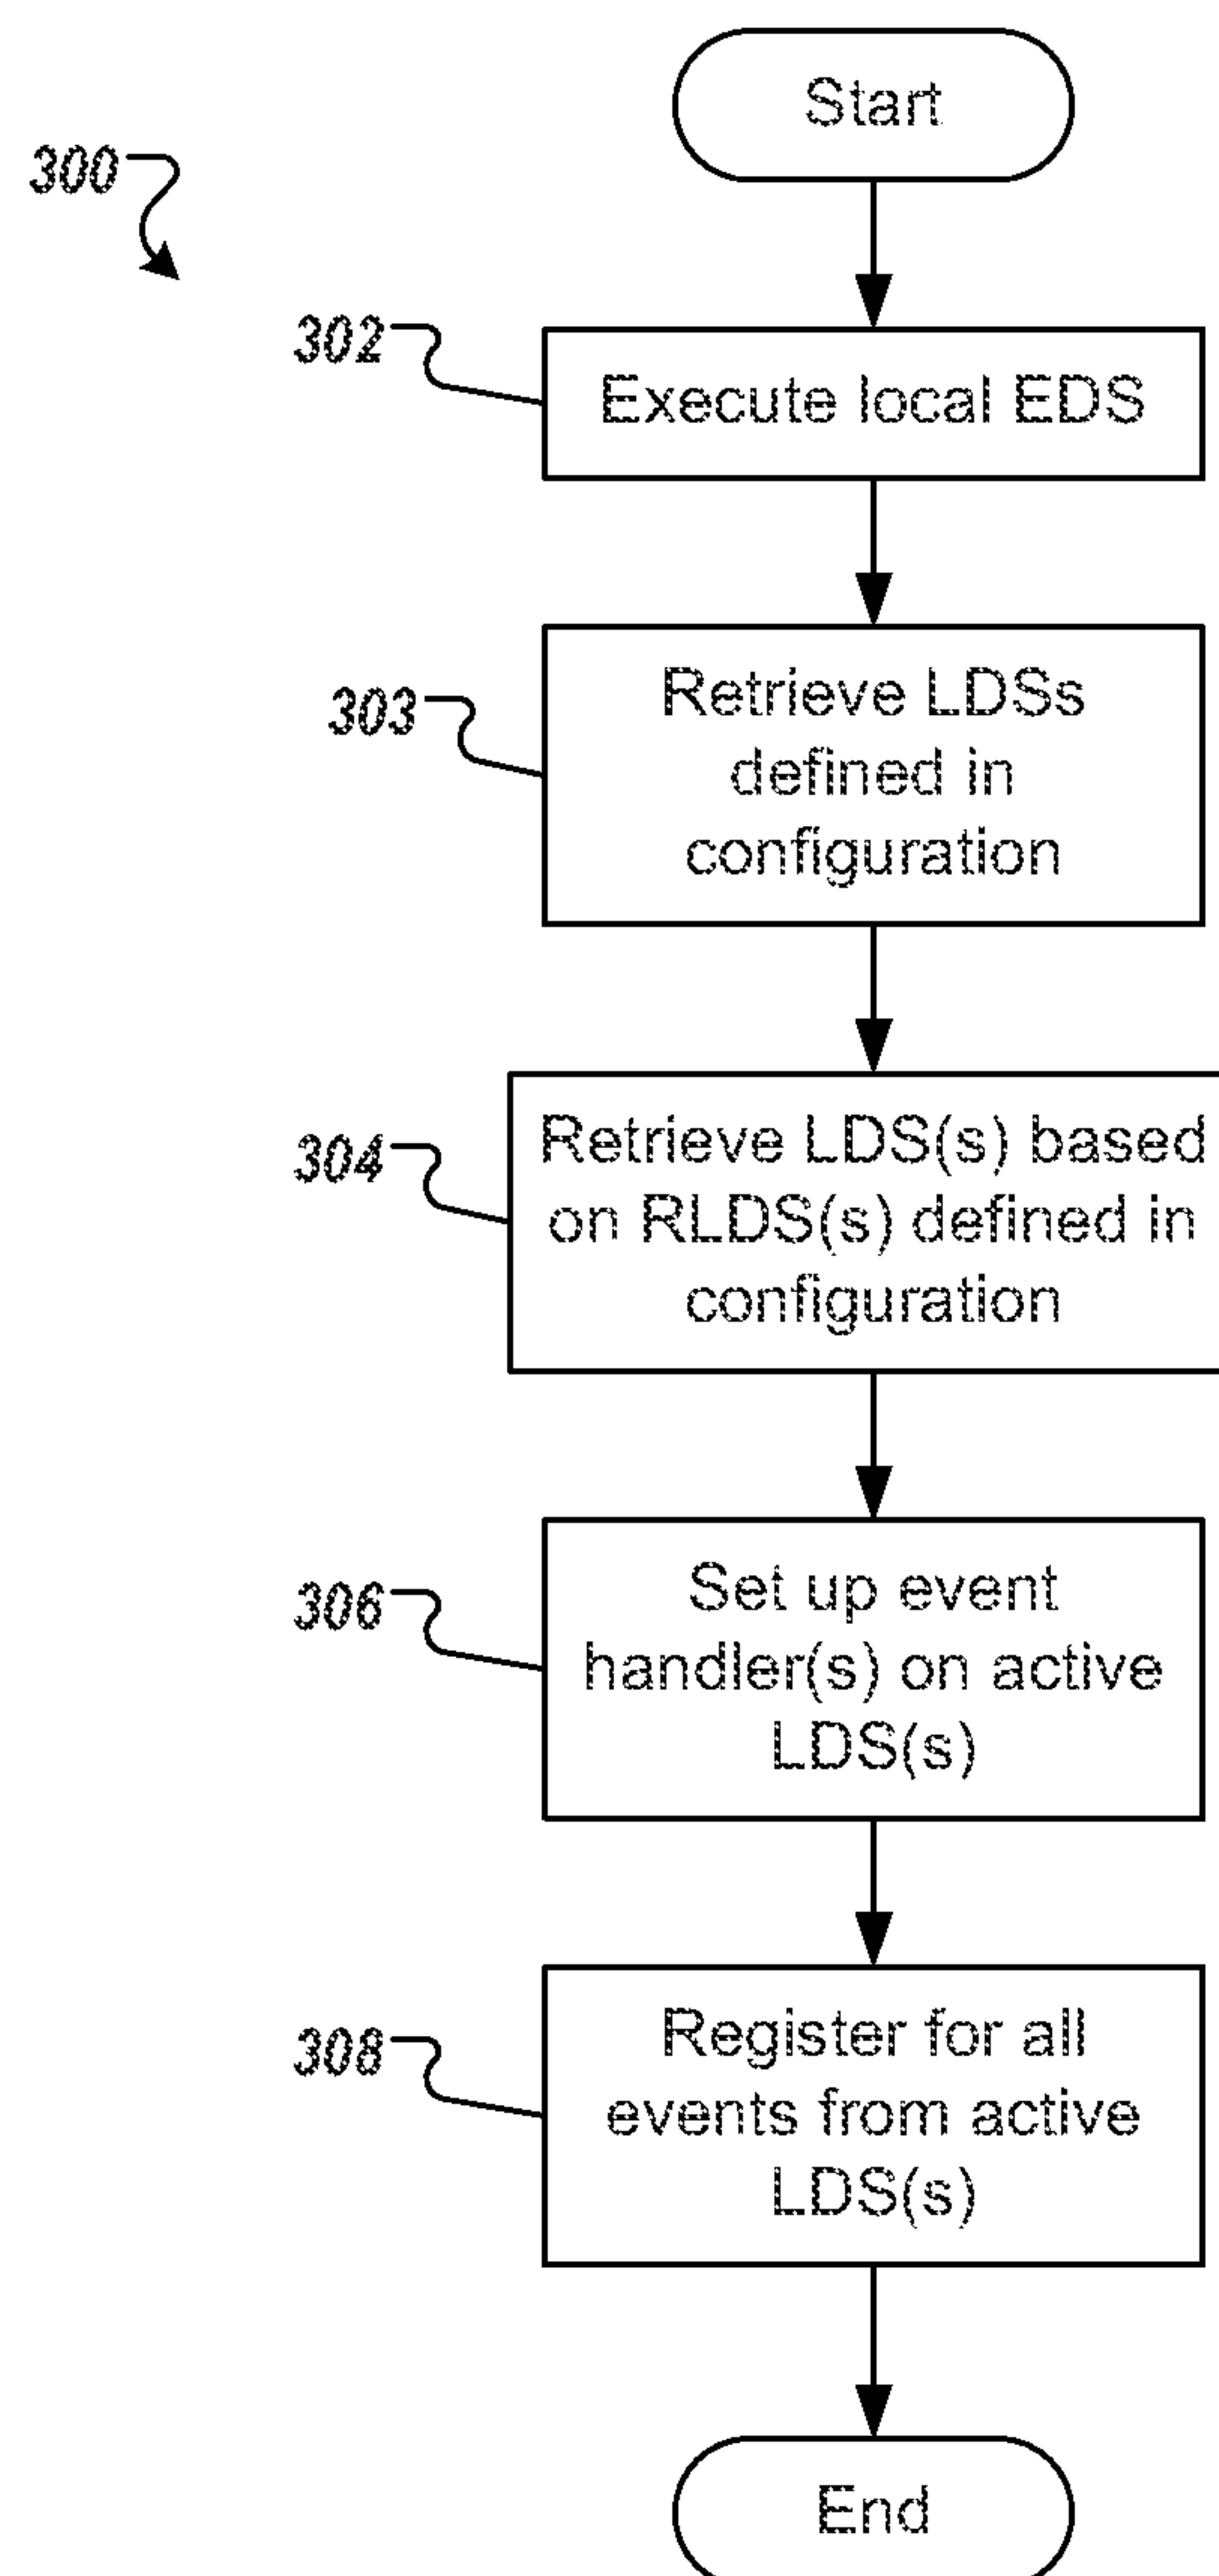 Start
300
302
Execute local EDS
303
Retrieve LDSs
defined in
configuration
304
Retrieve LDS(s) based
on RLDS(s) defined in
configuration
306
Set up event
handler(s) on active
LDS(s)
308
Register for all
events from active
LDS(s)
End